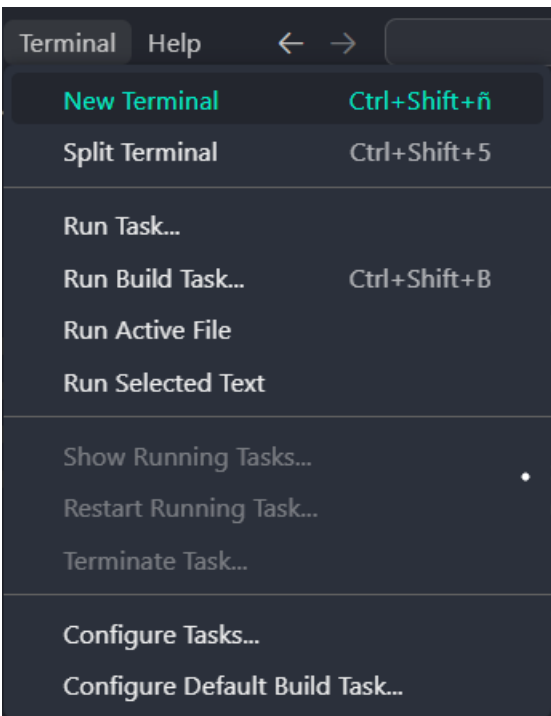 Terminal Help ← →
New Terminal Ctrl+Shift+ñ
Split Terminal Ctrl+Shift+5
Run Task...
Run Build Task... Ctrl+Shift+B
Run Active File
Run Selected Text
Show Running Tasks...
Restart Running Task...
Terminate Task...
Configure Tasks...
Configure Default Build Task...